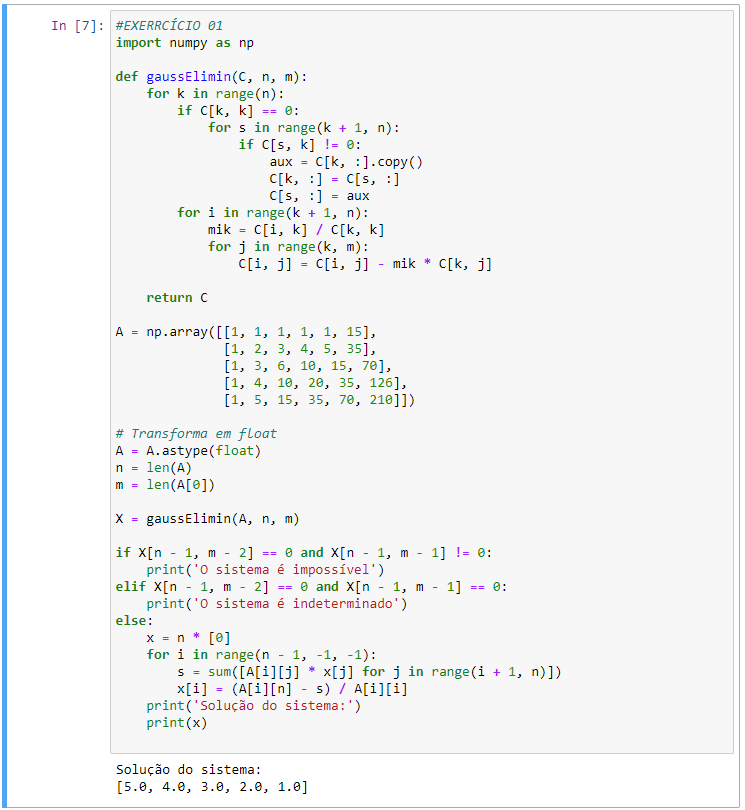 In [7]: #EXERRCÍCIO 01
import numpy as np
def gaussElimin(C, n, m):
    for k in range(n):
        if C[k, k] == 0:
            for s in range(k + 1, n):
                if C[s, k] != 0:
                    aux = C[k, :].copy()
                    C[k, :] = C[s, :]
                    C[s, :] = aux
        for i in range(k + 1, n):
            mik = C[i, k] / C[k, k]
            for j in range(k, m):
                C[i, j] = C[i, j] - mik * C[k, j]
    return C
A = np.array([[1, 1, 1, 1, 1, 15],
              [1, 2, 3, 4, 5, 35],
              [1, 3, 6, 10, 15, 70],
              [1, 4, 10, 20, 35, 126],
              [1, 5, 15, 35, 70, 210]])
# Transforma em float
A = A.astype(float)
n = len(A)
m = len(A[0])
X = gaussElimin(A, n, m)
if X[n - 1, m - 2] == 0 and X[n - 1, m - 1] != 0:
    print('O sistema é impossível')
elif X[n - 1, m - 2] == 0 and X[n - 1, m - 1] == 0:
    print('O sistema é indeterminado')
else:
    x = n * [0]
    for i in range(n - 1, -1, -1):
        s = sum([A[i][j] * x[j] for j in range(i + 1, n)])
        x[i] = (A[i][n] - s) / A[i][i]
    print('Solução do sistema:')
    print(x)
Solução do sistema:
[5.0, 4.0, 3.0, 2.0, 1.0]